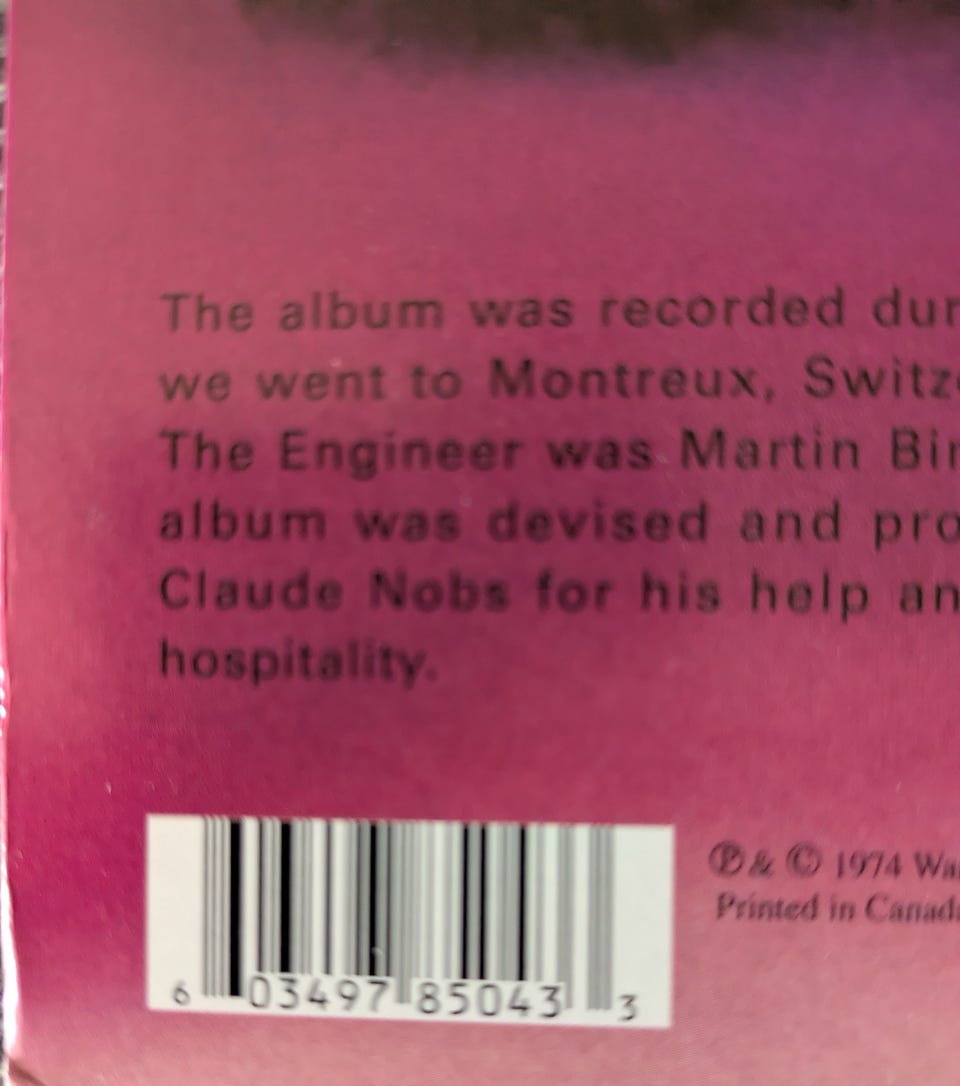 The album was recorded dur
we went to Montreux, Switz
The Engineer was Martin Bir
album was devised and pro
Claude Nobs for his help an
hospitality.
℗ & © 1974 Wa
Printed in Canad
6 03497 85043 3